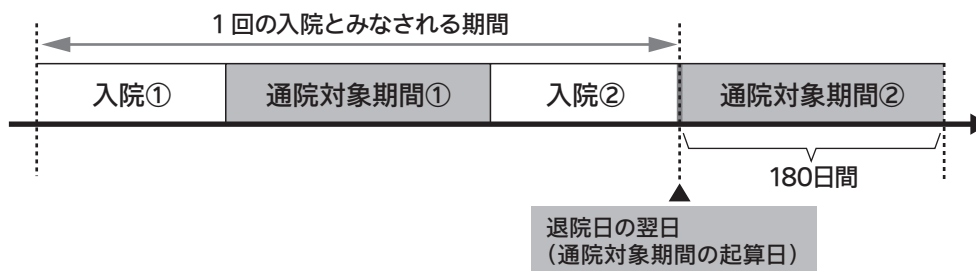 1回の入院とみなされる期間
入院①
通院対象期間①
入院②
通院対象期間②
180日間
退院日の翌日
（通院対象期間の起算日）